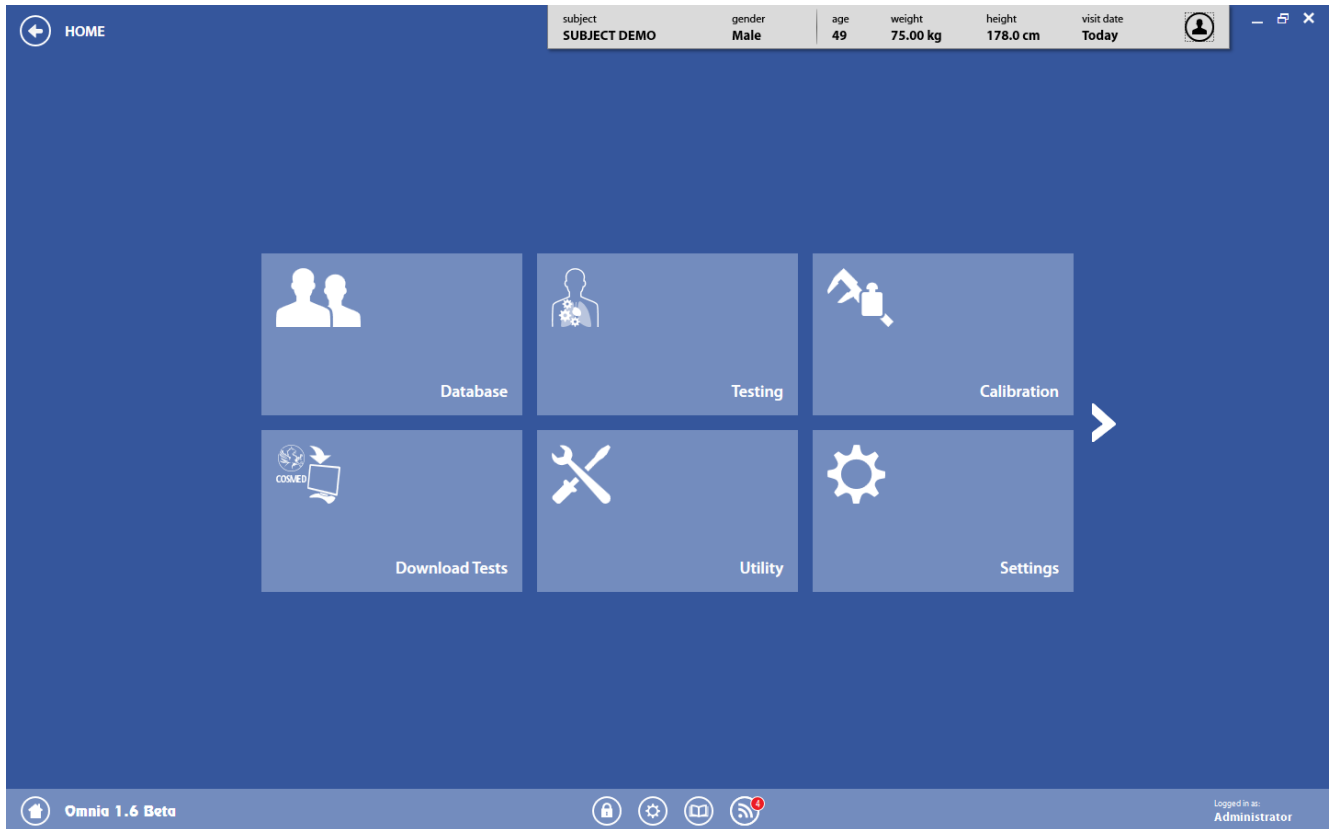 HOME
subject gender age weight height visit date
SUBJECT DEMO Male 49 75.00 kg 178.0 cm Today
Database
Testing
Calibration
COSMED
Download Tests
Utility
Settings
Omnia 1.6 Beta
4
Logged in as:
Administrator